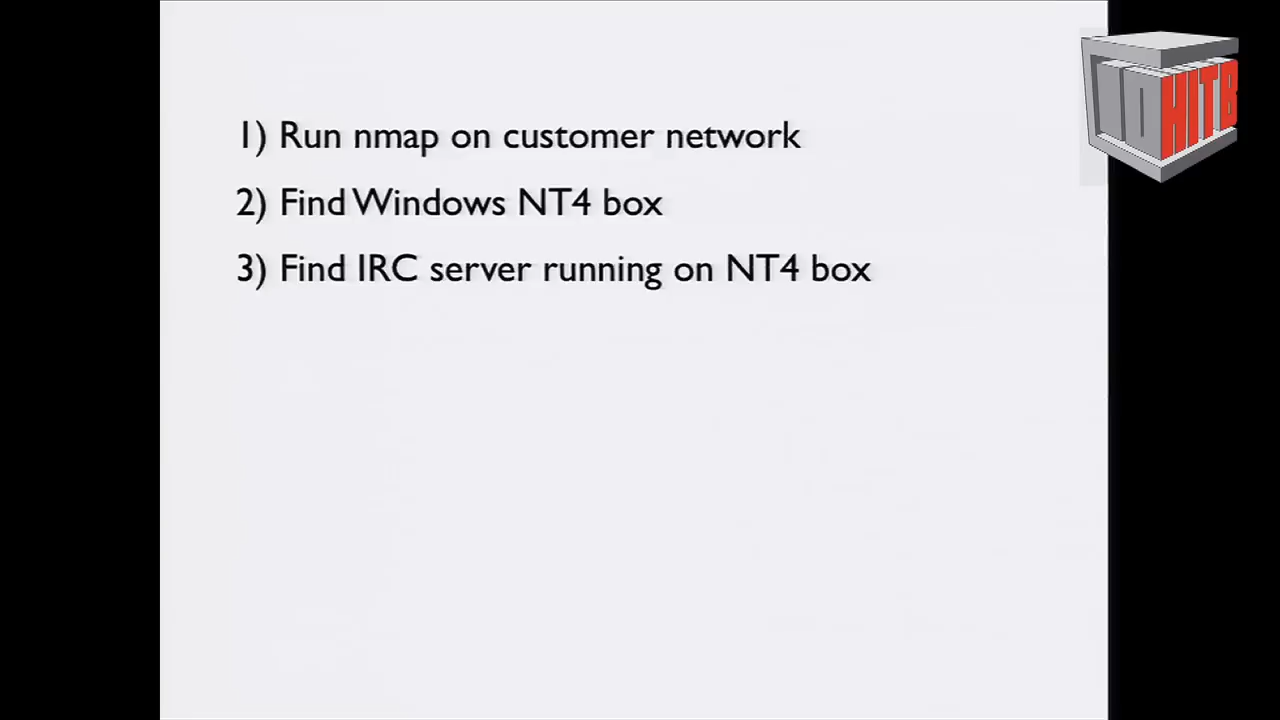 1) Run nmap on customer network
2) Find Windows NT4 box
3) Find IRC server running on NT4 box
10 HITB